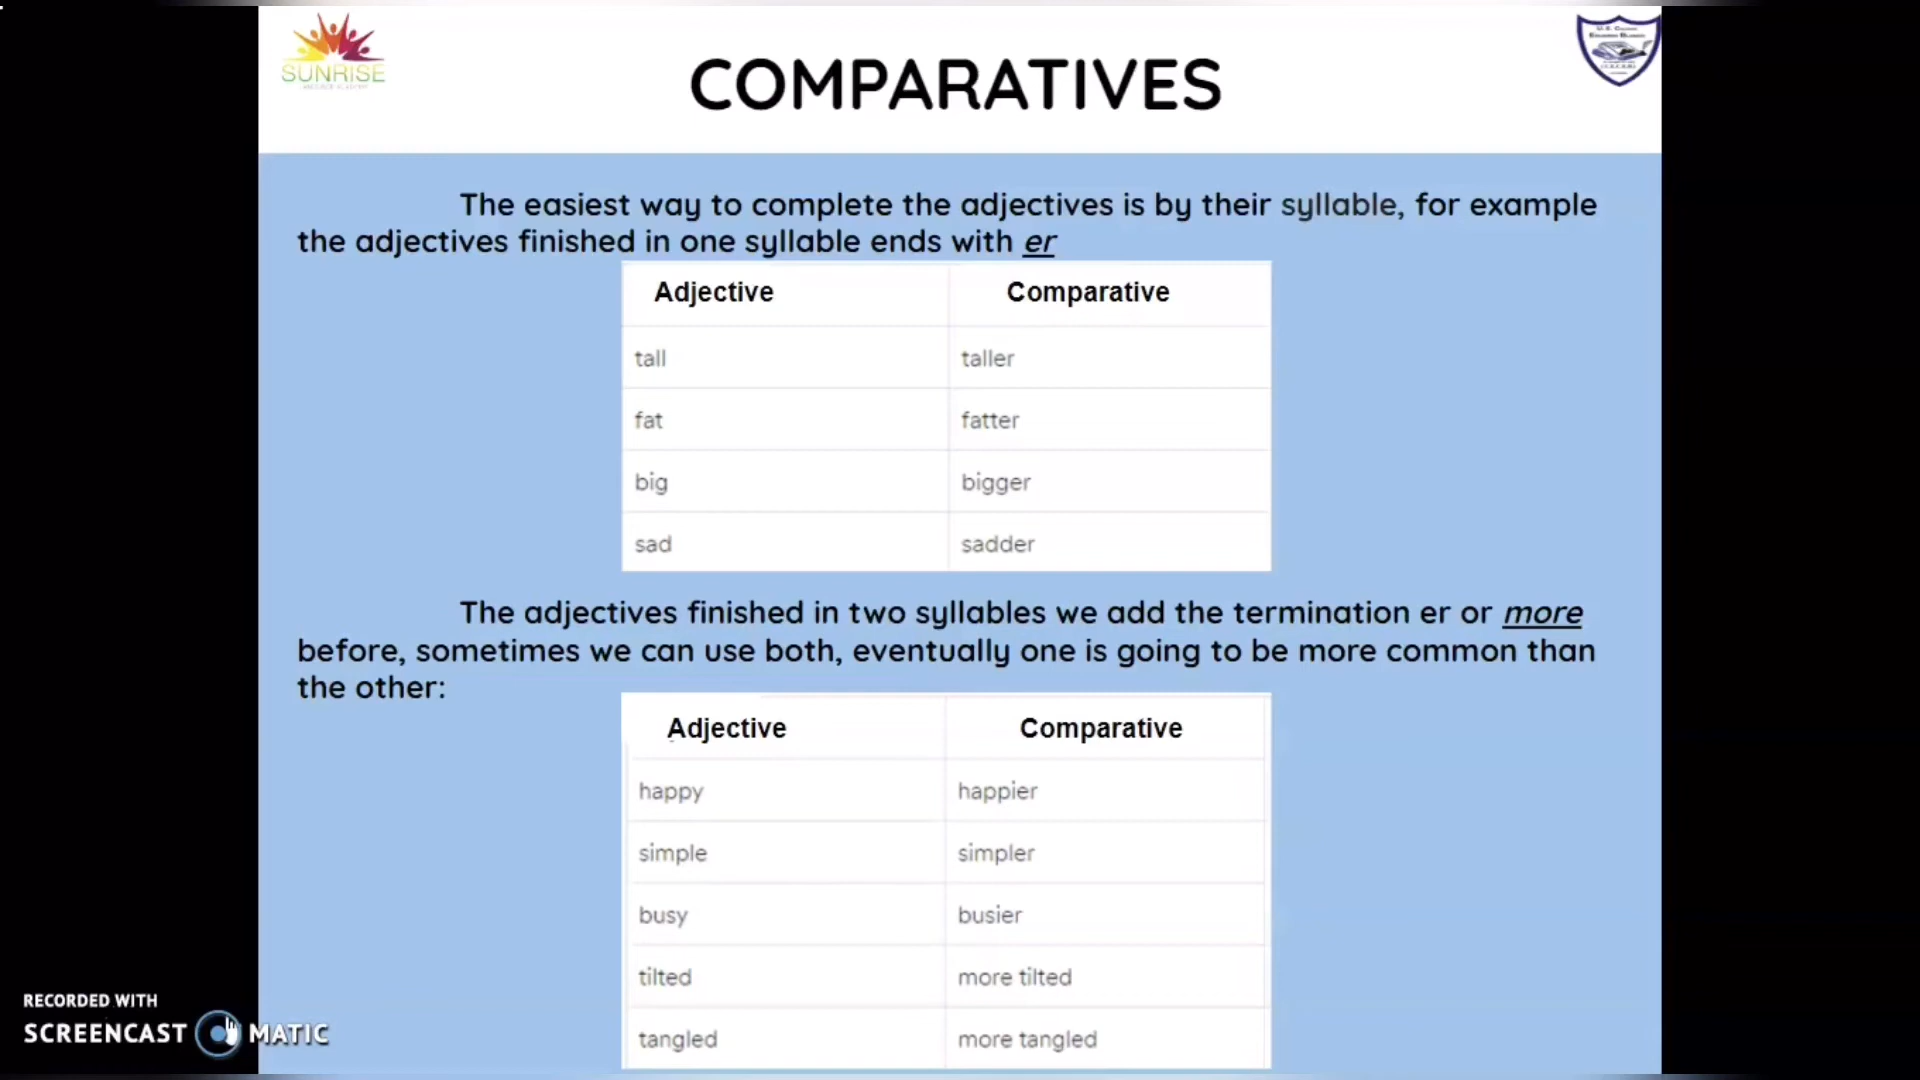 SUNRISE
COMPARATIVES
The easiest way to complete the adjectives is by their syllable, for example
the adjectives finished in one syllable ends with er
Adjective Comparative
tall taller
fat fatter
big bigger
sad sadder
The adjectives finished in two syllables we add the termination er or more
before, sometimes we can use both, eventually one is going to be more common than
the other:
Adjective Comparative
happy happier
simple simpler
busy busier
tilted more tilted
tangled more tangled
RECORDED WITH
SCREENCAST MATIC